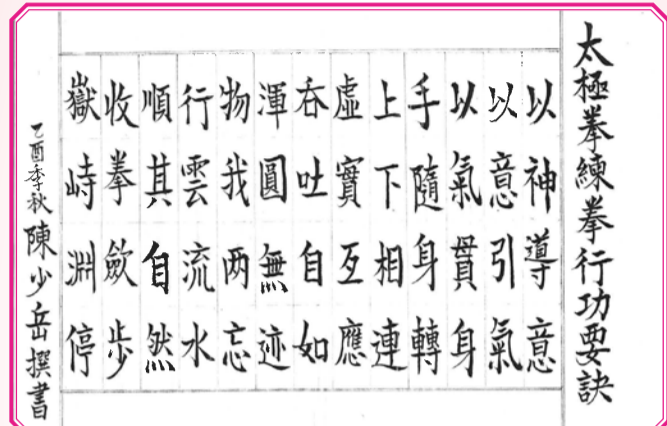 太極拳練拳行功要訣
以神導意
以意引氣
以氣貫身
手隨身轉
上下相連
虛實互應
吞吐自如
渾圓無迹
物我两忘
行雲流水
順其自然
收拳斂步
嶽峙淵停
乙酉季秋 陳少岳撰書